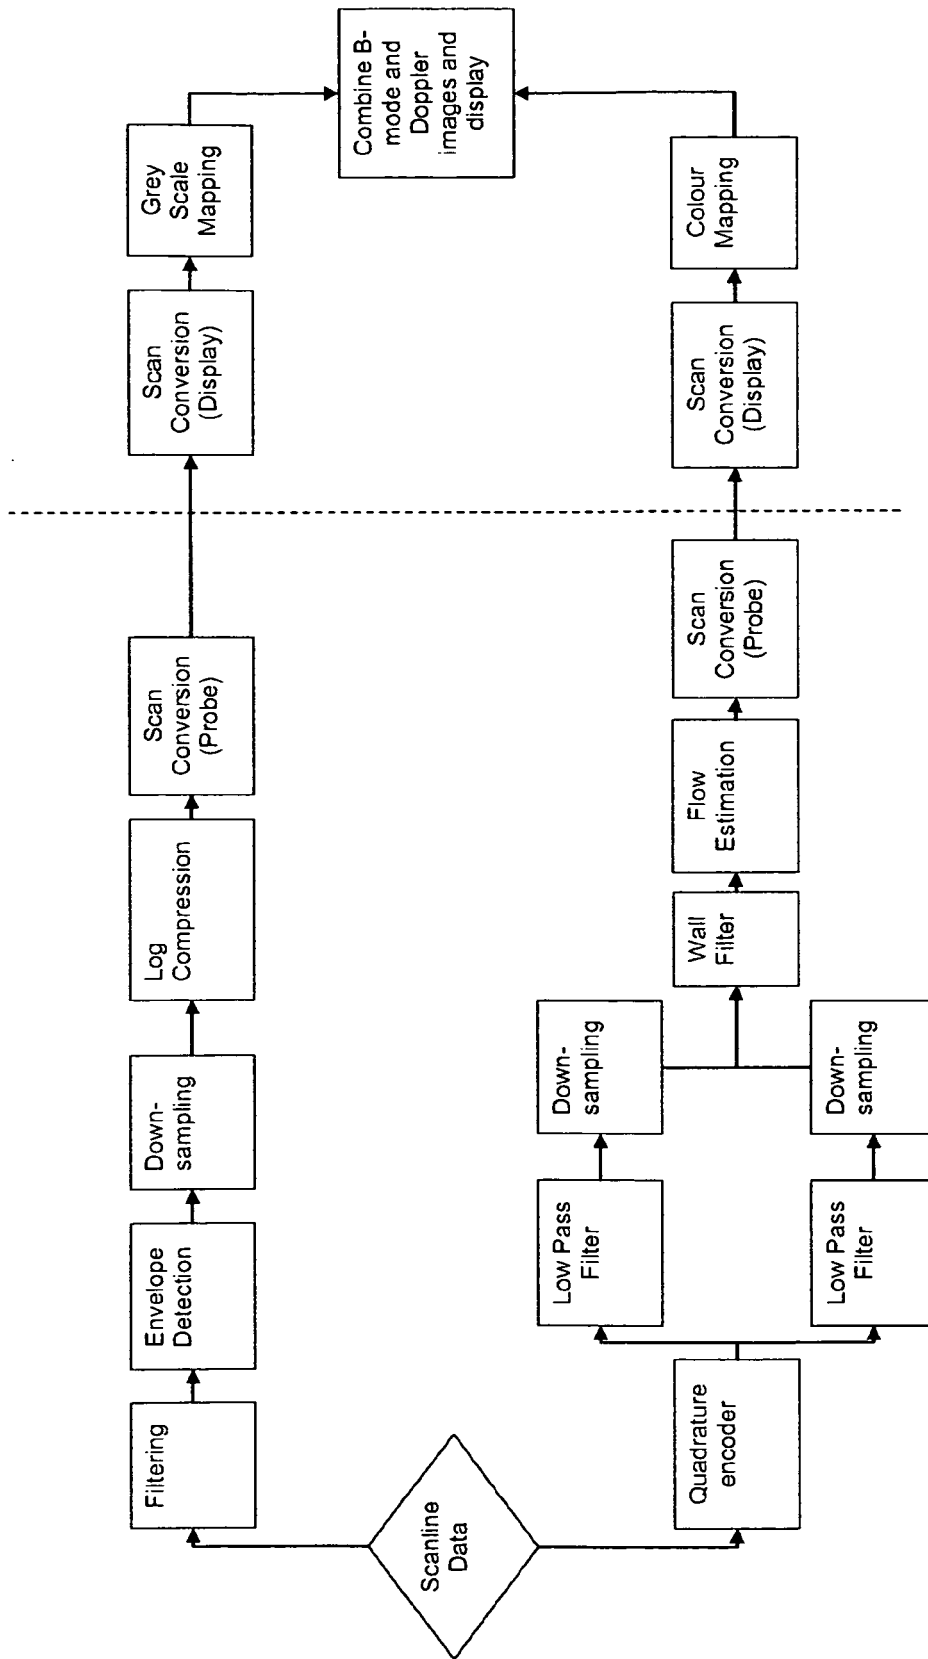 Scanline
Data
Filtering
Envelope
Detection
Down-
sampling
Log
Compression
Scan
Conversion
(Probe)
Scan
Conversion
(Display)
Grey
Scale
Mapping
Combine B-
mode and
Doppler
images and
display
Quadrature
encoder
Low Pass
Filter
Down-
sampling
Low Pass
Filter
Down-
sampling
Wall
Filter
Flow
Estimation
Scan
Conversion
(Probe)
Scan
Conversion
(Display)
Colour
Mapping